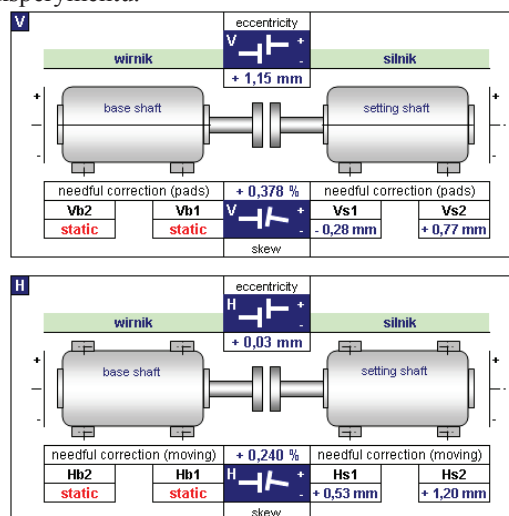 V
eccentricity
wirnik V + - silnik
+ 1,15 mm
+ base shaft setting shaft +
- -
needful correction (pads) + 0,378 % needful correction (pads)
Vb2 Vb1 V + - Vs1 Vs2
static static - 0,28 mm + 0,77 mm
skew
H
eccentricity
wirnik H + - silnik
+ 0,03 mm
+ base shaft setting shaft +
- -
needful correction (moving) + 0,240 % needful correction (moving)
Hb2 Hb1 H + - Hs1 Hs2
static static + 0,53 mm + 1,20 mm
skew